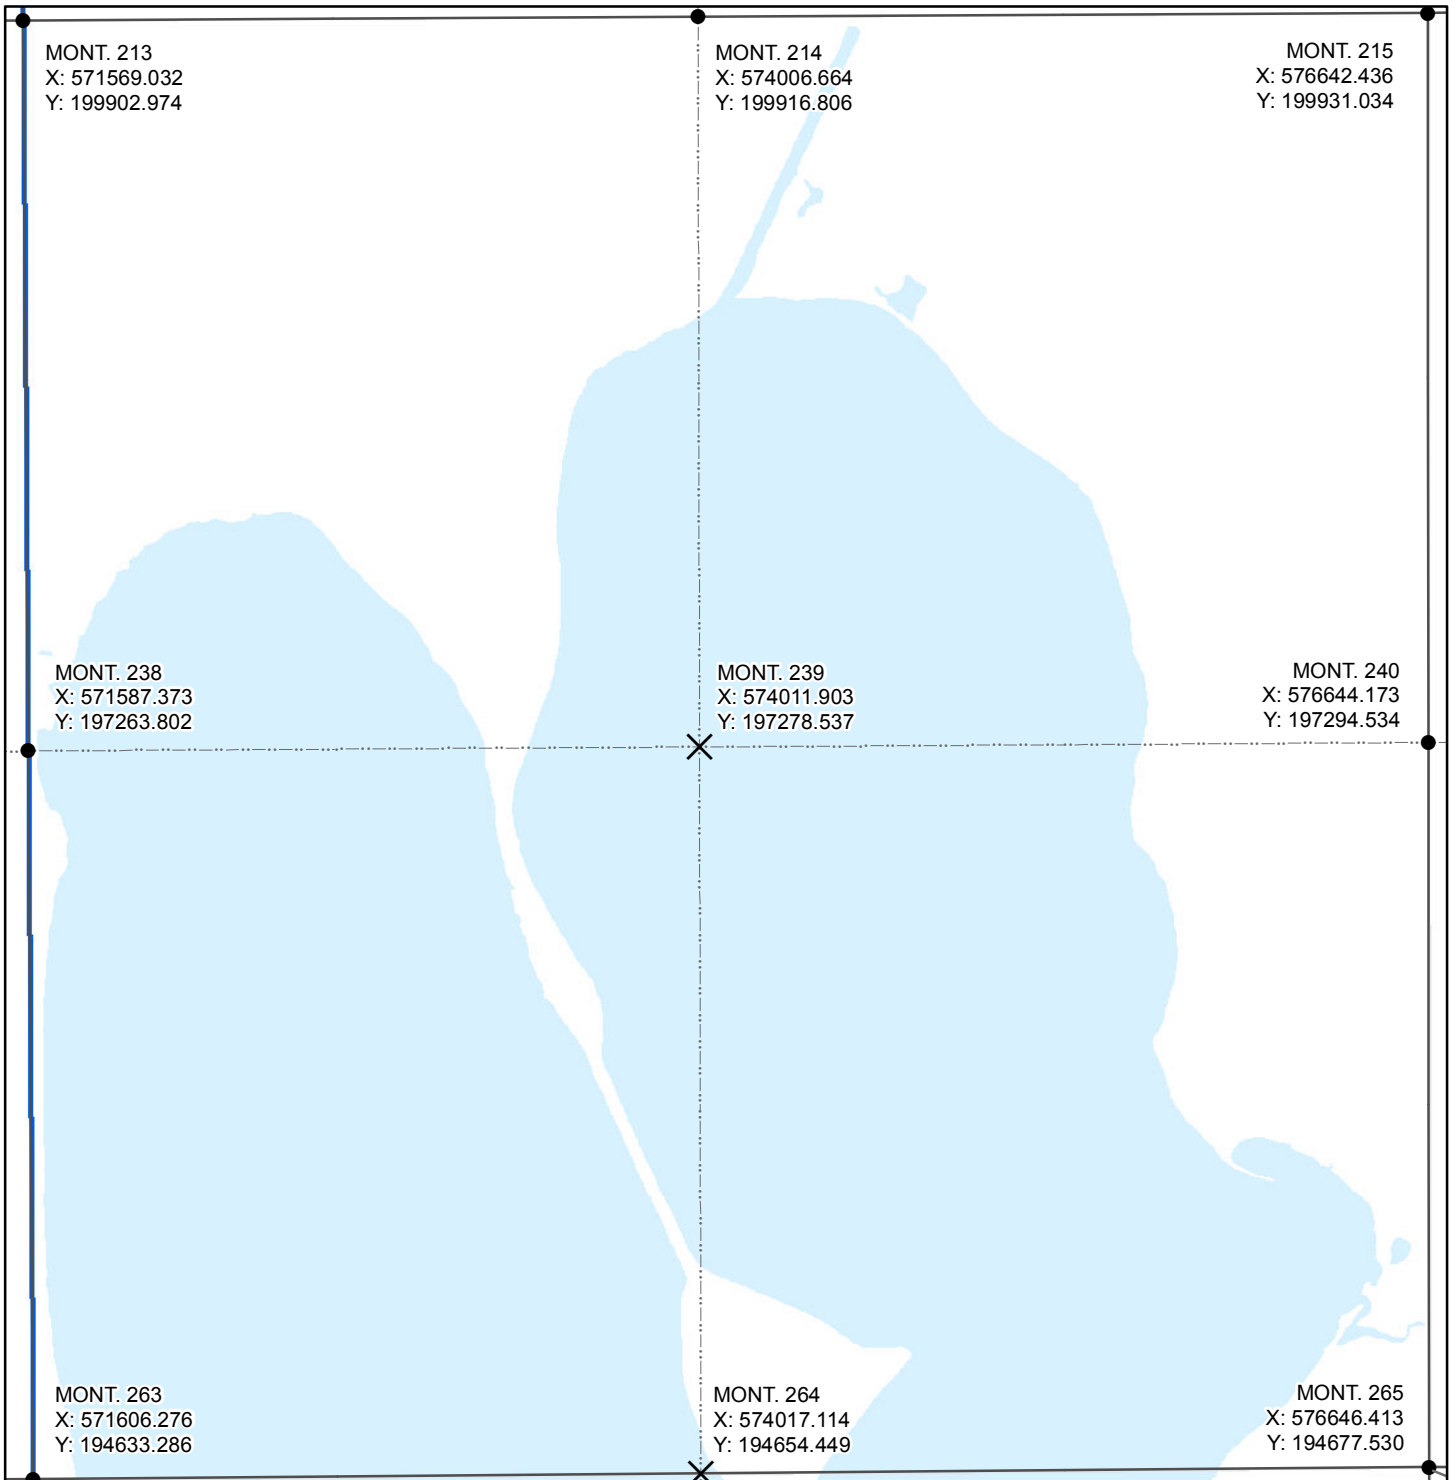 MONT. 213
X: 571569.032
Y: 199902.974
MONT. 214
X: 574006.664
Y: 199916.806
MONT. 215
X: 576642.436
Y: 199931.034
MONT. 238
X: 571587.373
Y: 197263.802
MONT. 239
X: 574011.903
Y: 197278.537
MONT. 240
X: 576644.173
Y: 197294.534
MONT. 263
X: 571606.276
Y: 194633.286
MONT. 264
X: 574017.114
Y: 194654.449
MONT. 265
X: 576646.413
Y: 194677.530